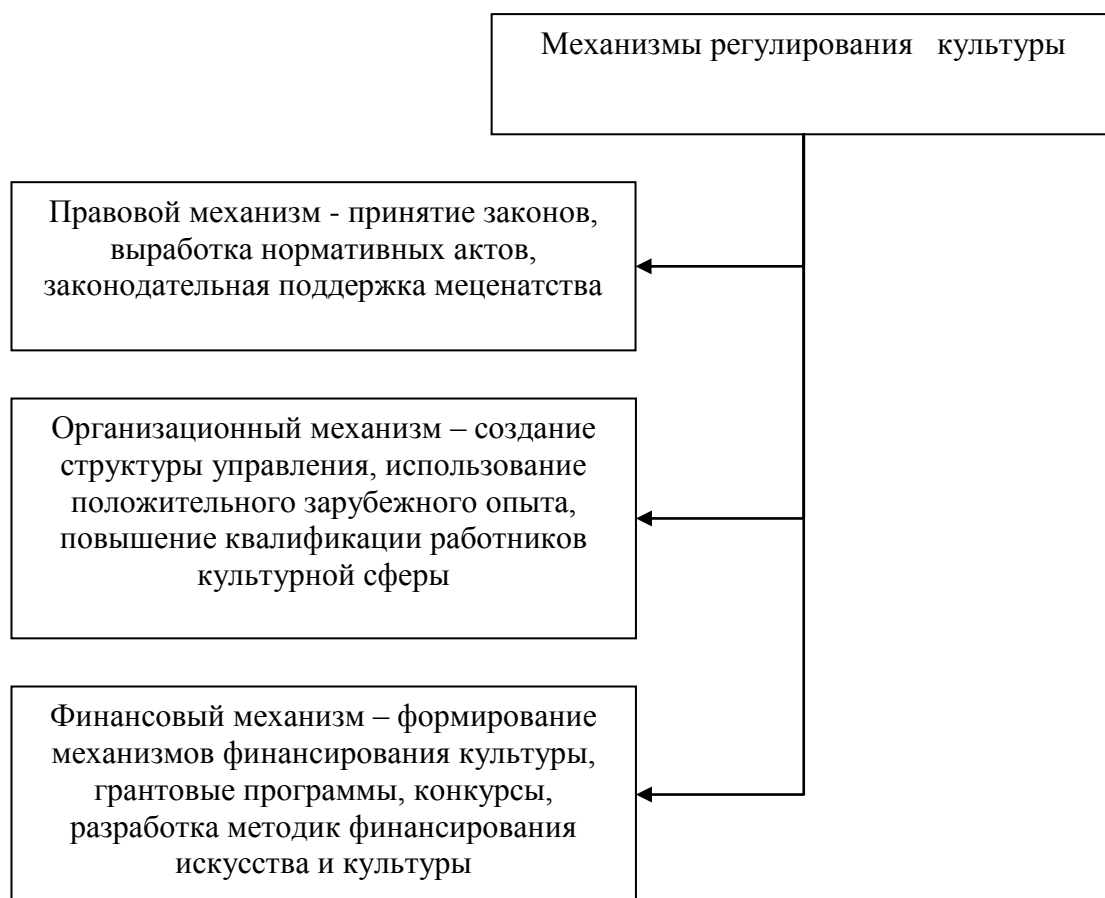 Механизмы регулирования культуры
Правовой механизм - принятие законов,
выработка нормативных актов,
законодательная поддержка меценатства
Организационный механизм – создание
структуры управления, использование
положительного зарубежного опыта,
повышение квалификации работников
культурной сферы
Финансовый механизм – формирование
механизмов финансирования культуры,
грантовые программы, конкурсы,
разработка методик финансирования
искусства и культуры